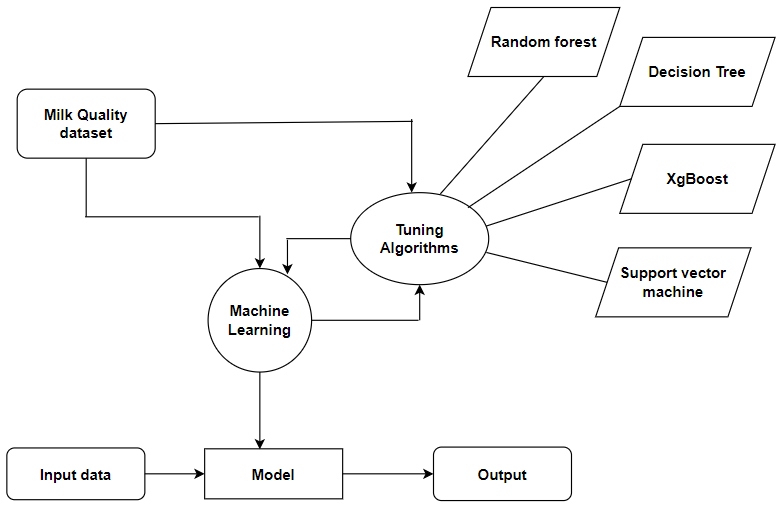 Random forest
Decision Tree
Milk Quality
dataset
XgBoost
Tuning
Algorithms
Support vector
machine
Machine
Learning
Input data
Model
Output